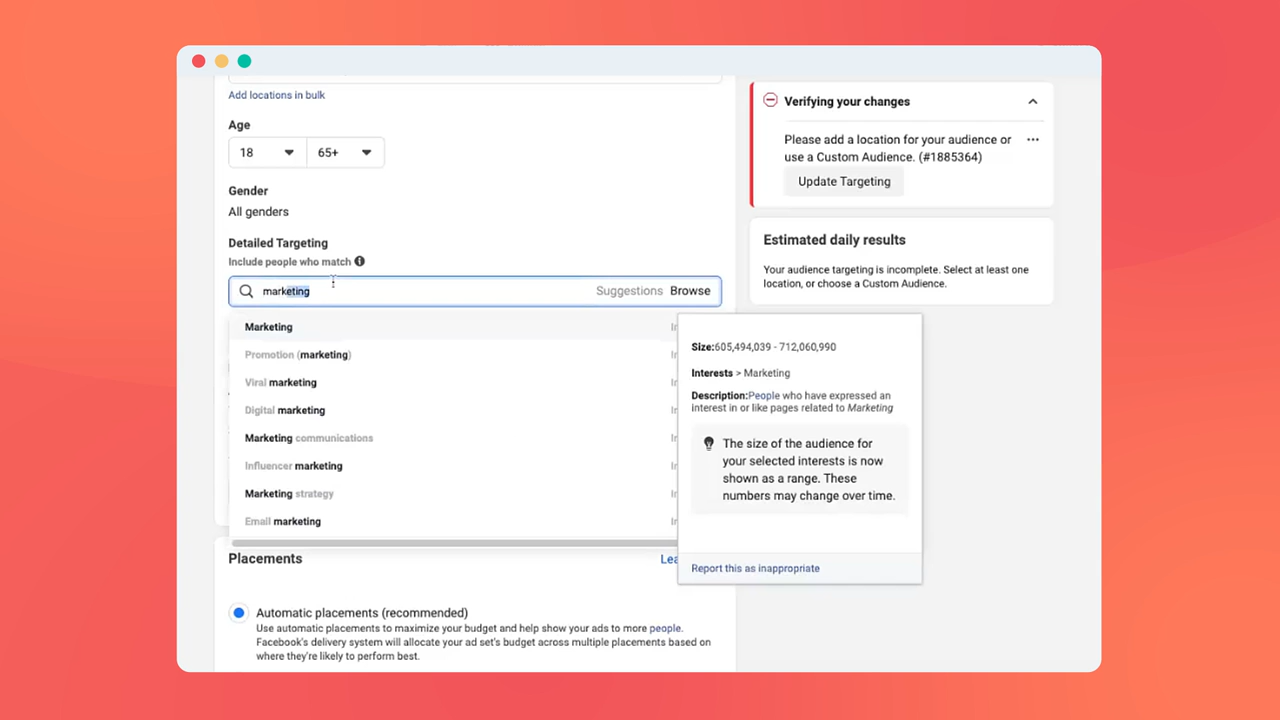 Add locations in bulk
Age
18 65+
Gender
All genders
Detailed Targeting
Include people who match
marketing Suggestions Browse
Marketing
Promotion (marketing)
Viral marketing
Digital marketing
Marketing communications
Influencer marketing
Marketing strategy
Email marketing
Size:605,494,039 - 712,060,990
Interests > Marketing
Description:People who have expressed an
interest in or like pages related to Marketing
The size of the audience for
your selected interests is now
shown as a range. These
numbers may change over time.
Report this as inappropriate
Placements
Automatic placements (recommended)
Use automatic placements to maximize your budget and help show your ads to more people.
Facebook's delivery system will allocate your ad set's budget across multiple placements based on
where they're likely to perform best.
Verifying your changes
Please add a location for your audience or
use a Custom Audience. (#1885364)
Update Targeting
Estimated daily results
Your audience targeting is incomplete. Select at least one
location, or choose a Custom Audience.